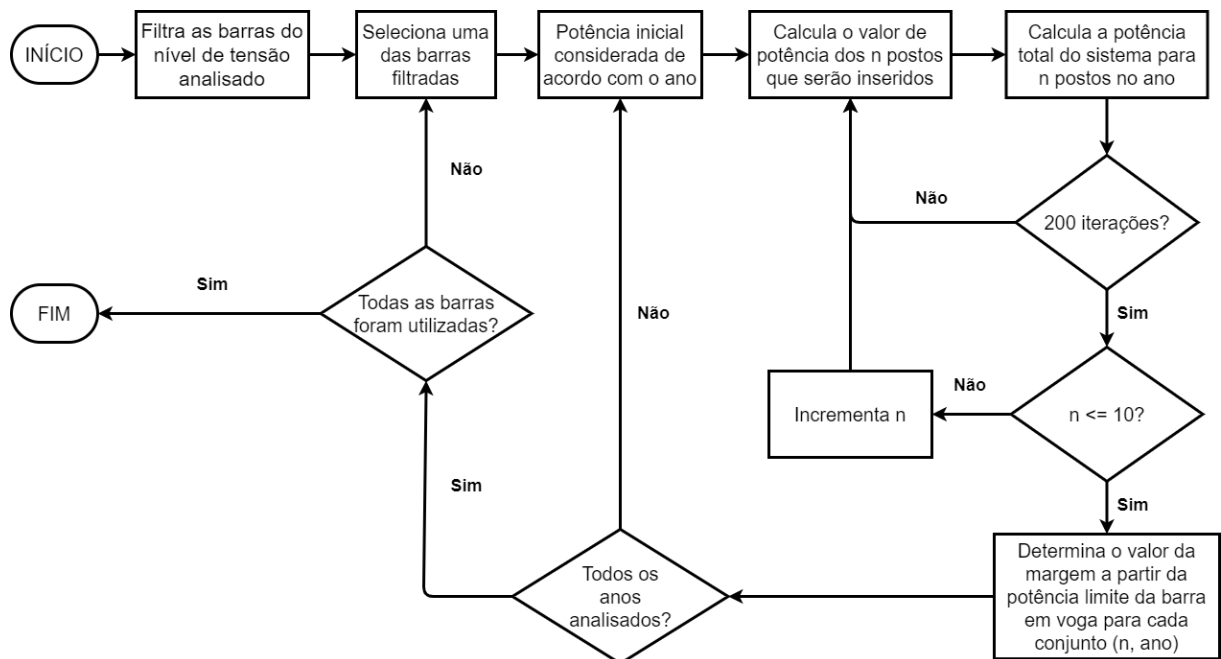 INÍCIO
Filtra as barras do
nível de tensão
analisado
Seleciona uma
das barras
filtradas
Potência inicial
considerada de
acordo com o ano
Calcula o valor de
potência dos n postos
que serão inseridos
Calcula a potência
total do sistema para
n postos no ano
Não
Não
200 iterações?
Sim
FIM
Todas as barras
foram utilizadas?
Não
Sim
Incrementa n
Não
n <= 10?
Sim
Sim
Todos os
anos
analisados?
Determina o valor da
margem a partir da
potência limite da barra
em voga para cada
conjunto (n, ano)